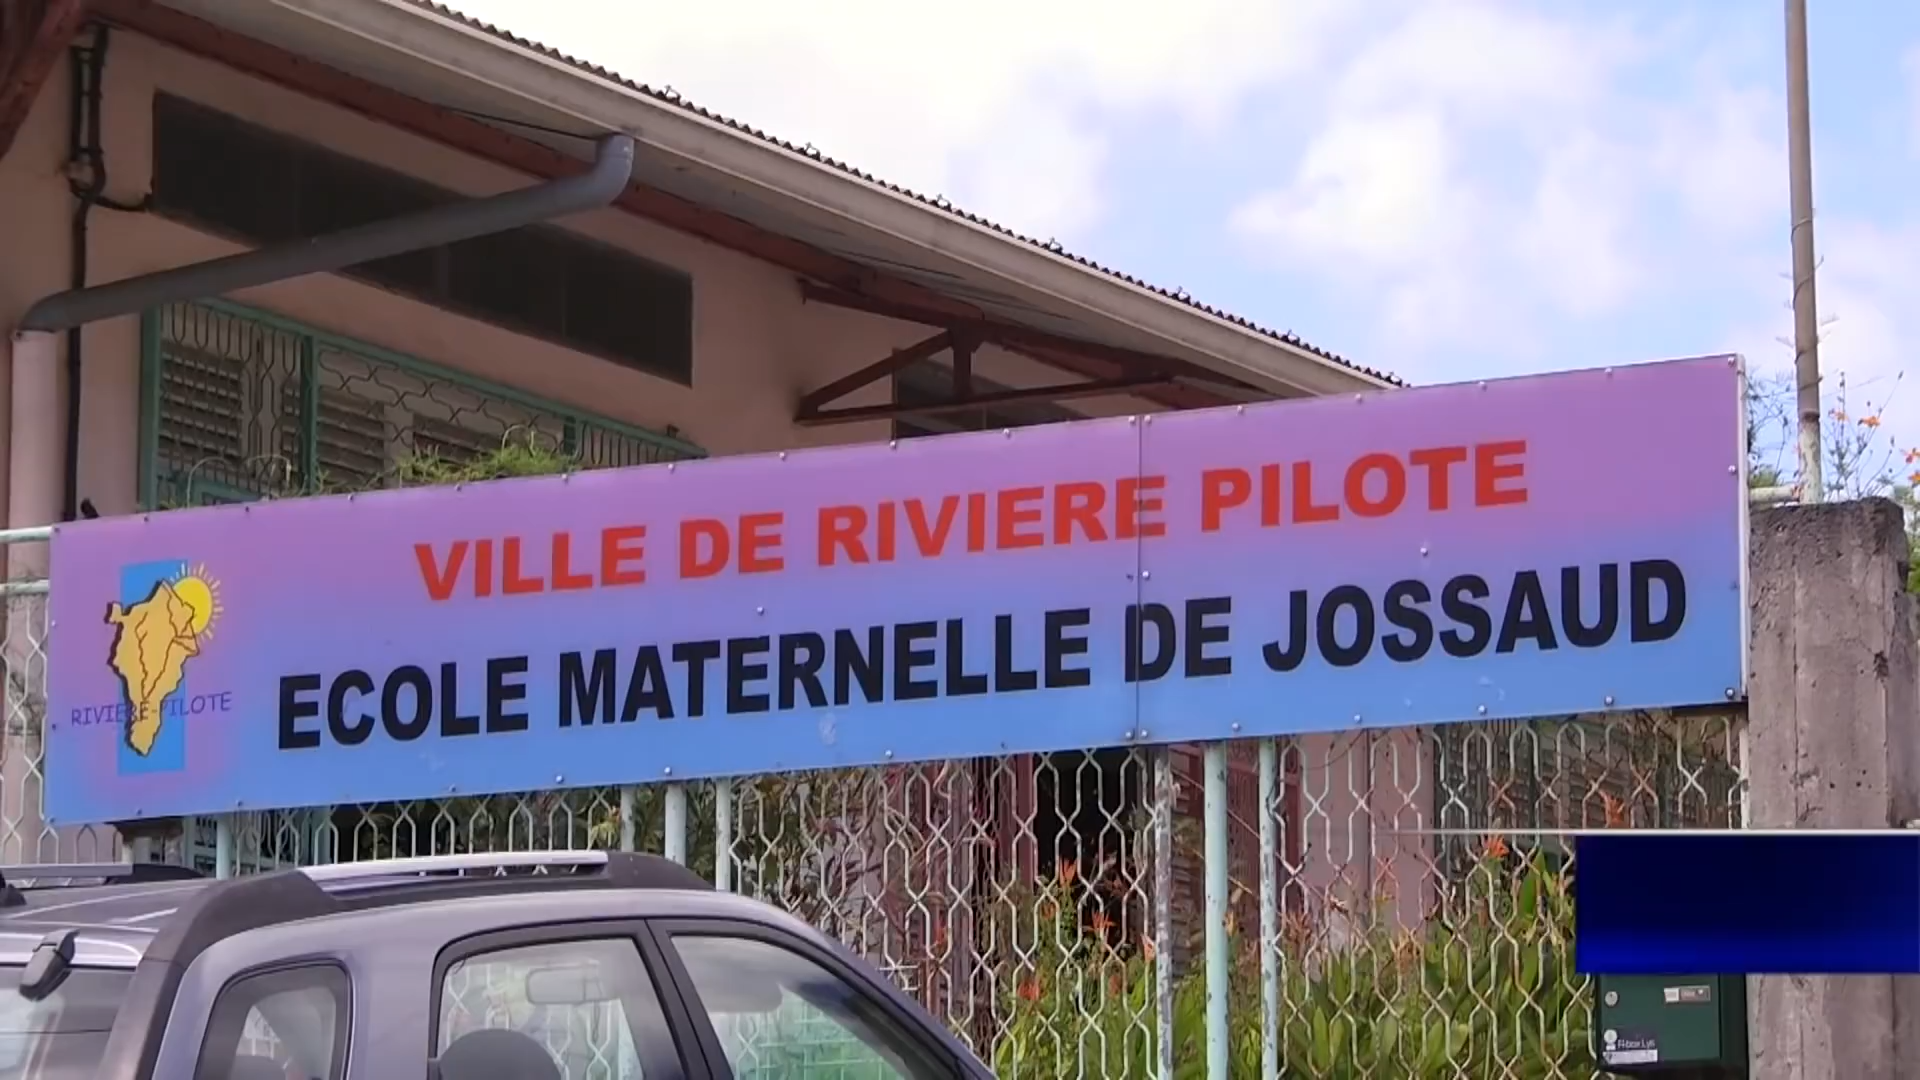 VILLE DE RIVIERE PILOTE
ECOLE MATERNELLE DE JOSSAUD
RIVIERE-PILOTE